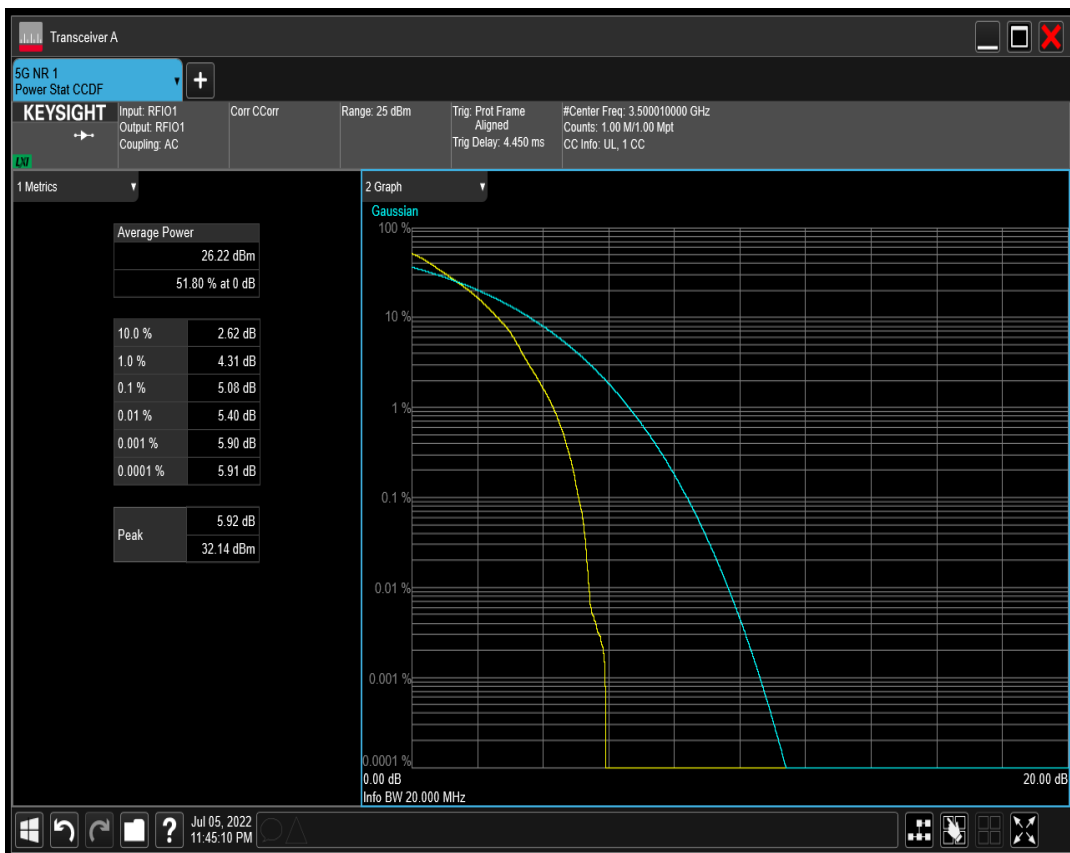 Transceiver A
5G NR 1
Power Stat CCDF
+
KEYSIGHT
LXI
Input: RFIO1
Output: RFIO1
Coupling: AC
Corr CCorr
Range: 25 dBm
Trig: Prot Frame
Aligned
Trig Delay: 4.450 ms
#Center Freq: 3.500010000 GHz
Counts: 1.00 M/1.00 Mpt
CC Info: UL, 1 CC
1 Metrics
Average Power
26.22 dBm
51.80 % at 0 dB
10.0 % 2.62 dB
1.0 % 4.31 dB
0.1 % 5.08 dB
0.01 % 5.40 dB
0.001 % 5.90 dB
0.0001 % 5.91 dB
Peak
5.92 dB
32.14 dBm
2 Graph
Gaussian
100 %
10 %
1 %
0.1 %
0.01 %
0.001 %
0.0001 %
0.00 dB 20.00 dB
Info BW 20.000 MHz
?
Jul 05, 2022
11:45:10 PM